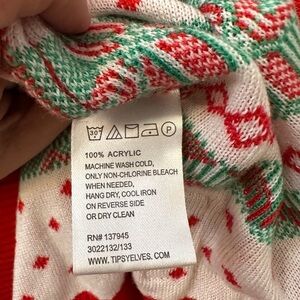 30°
P
100% ACRYLIC
MACHINE WASH COLD,
ONLY NON-CHLORINE BLEACH
WHEN NEEDED,
HANG DRY, COOL IRON
ON REVERSE SIDE
OR DRY CLEAN
RN# 137945
3022132/133
WWW.TIPSYELVES.COM